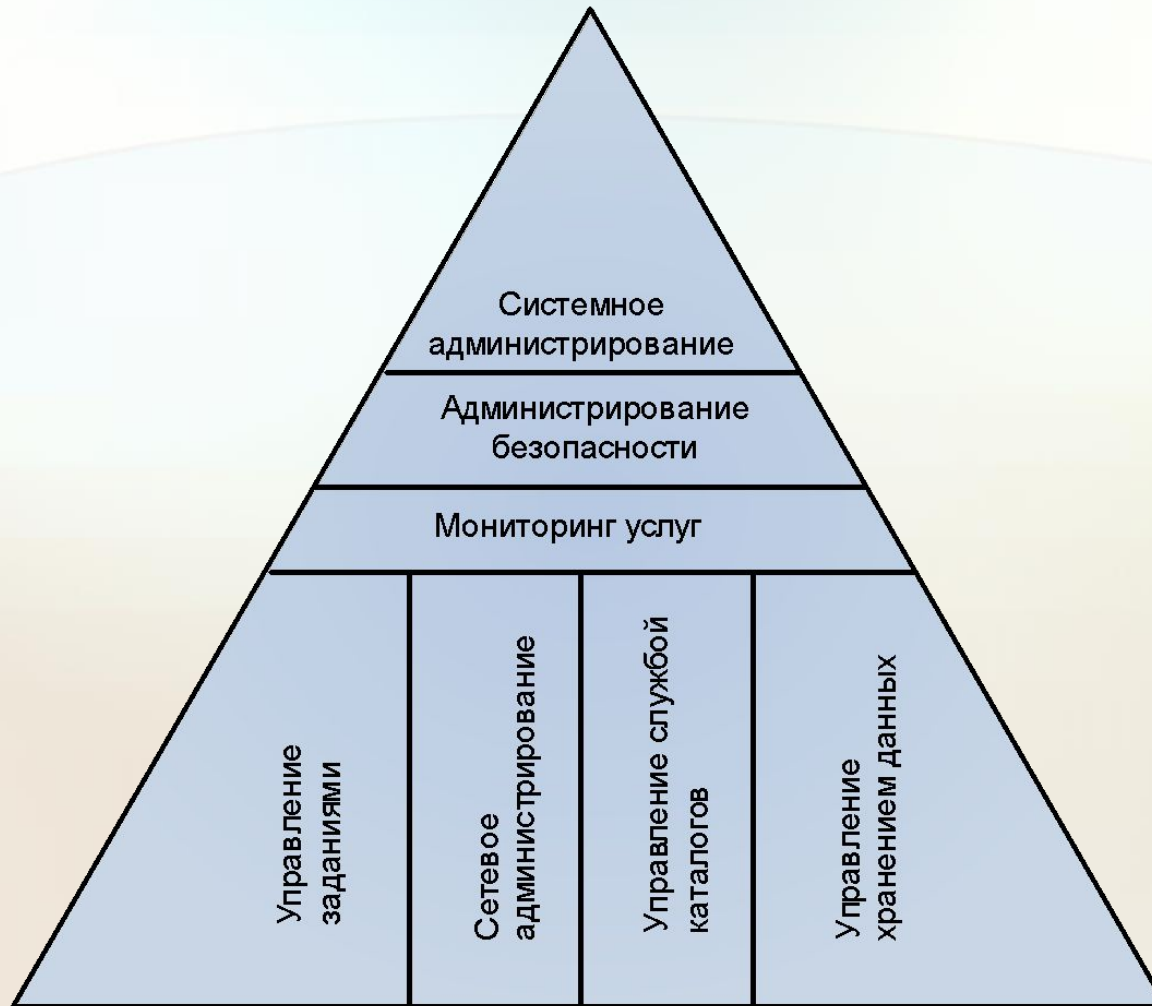 Системное
администрирование
Администрирование
безопасности
Мониторинг услуг
Управление
заданиями
Сетевое
администрирование
Управление службой
каталогов
Управление
хранением данных